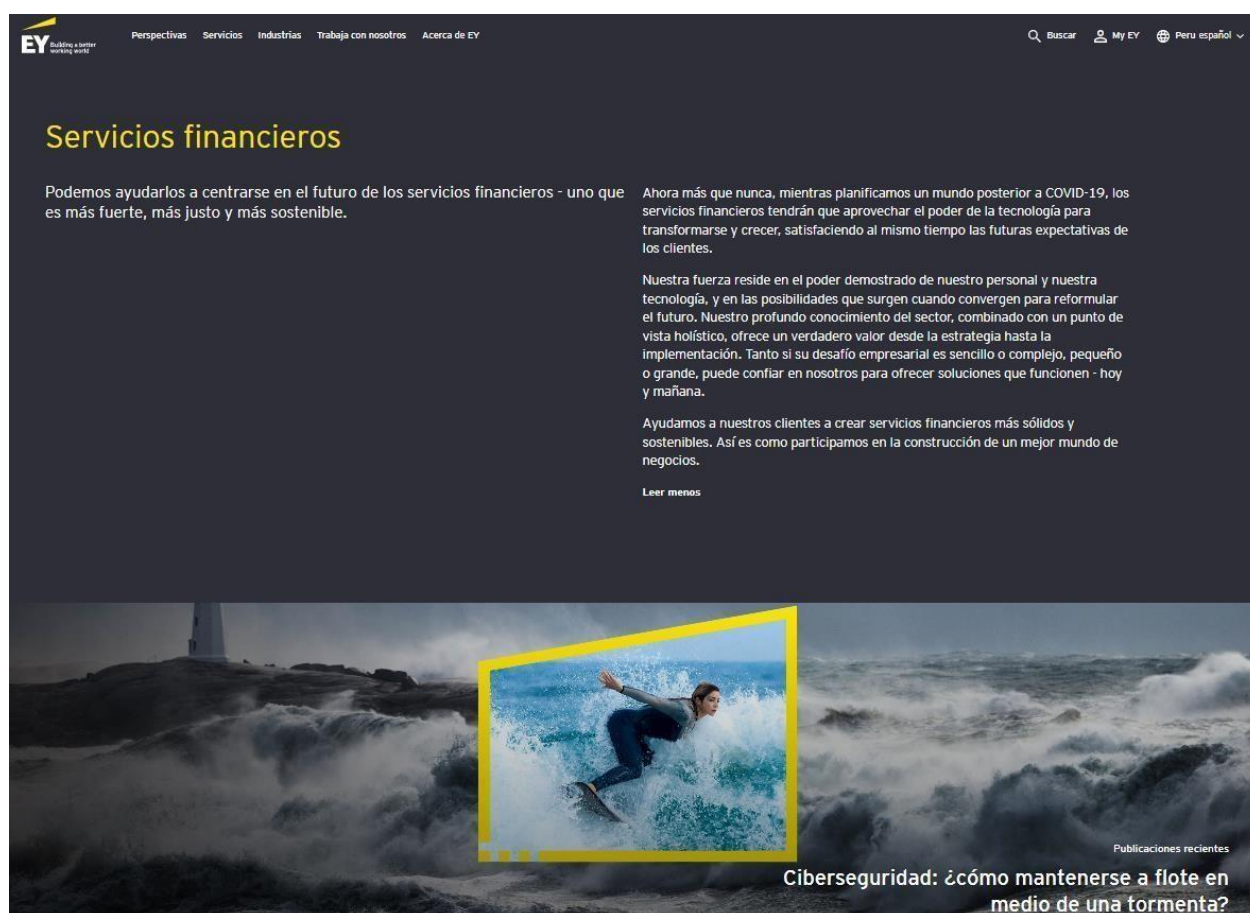 EY
Building a better
working world
Perspectivas
Servicios
Industrias
Trabaja con nosotros
Acerca de EY
Buscar
My EY
Peru español
Servicios financieros
Podemos ayudarlos a centrarse en el futuro de los servicios financieros - uno que
es más fuerte, más justo y más sostenible.
Ahora más que nunca, mientras planificamos un mundo posterior a COVID-19, los
servicios financieros tendrán que aprovechar el poder de la tecnología para
transformarse y crecer, satisfaciendo al mismo tiempo las futuras expectativas de
los clientes.
Nuestra fuerza reside en el poder demostrado de nuestro personal y nuestra
tecnología, y en las posibilidades que surgen cuando convergen para reformular
el futuro. Nuestro profundo conocimiento del sector, combinado con un punto de
vista holístico, ofrece un verdadero valor desde la estrategia hasta la
implementación. Tanto si su desafío empresarial es sencillo o complejo, pequeño
o grande, puede confiar en nosotros para ofrecer soluciones que funcionen - hoy
y mañana.
Ayudamos a nuestros clientes a crear servicios financieros más sólidos y
sostenibles. Así es como participamos en la construcción de un mejor mundo de
negocios.
Leer menos
Publicaciones recientes
Ciberseguridad: ¿cómo mantenerse a flote en
medio de una tormenta?